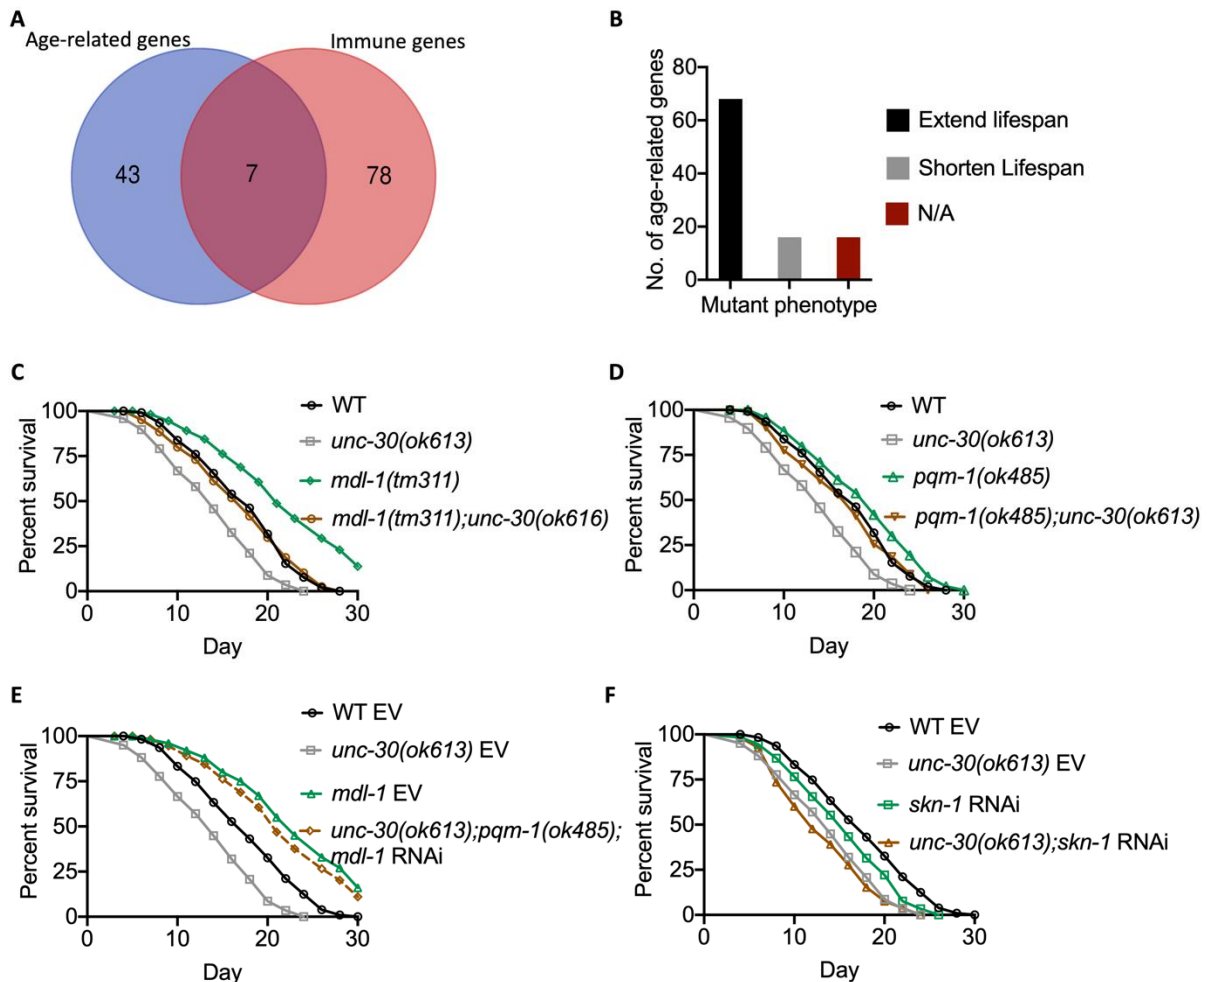 A
Age-related genes
Immune genes
43
7
78
B
No. of age-related genes
80
60
40
20
0
Mutant phenotype
Extend lifespan
Shorten Lifespan
N/A
C
Percent survival
100
75
50
25
0
0 10 20 30
Day
WT
unc-30(ok613)
mdl-1(tm311)
mdl-1(tm311);unc-30(ok616)
D
Percent survival
100
75
50
25
0
0 10 20 30
Day
WT
unc-30(ok613)
pqm-1(ok485)
pqm-1(ok485);unc-30(ok613)
E
Percent survival
100
75
50
25
0
0 10 20 30
Day
WT EV
unc-30(ok613) EV
mdl-1 EV
unc-30(ok613);pqm-1(ok485);
mdl-1 RNAi
F
Percent survival
100
75
50
25
0
0 10 20 30
Day
WT EV
unc-30(ok613) EV
skn-1 RNAi
unc-30(ok613);skn-1 RNAi